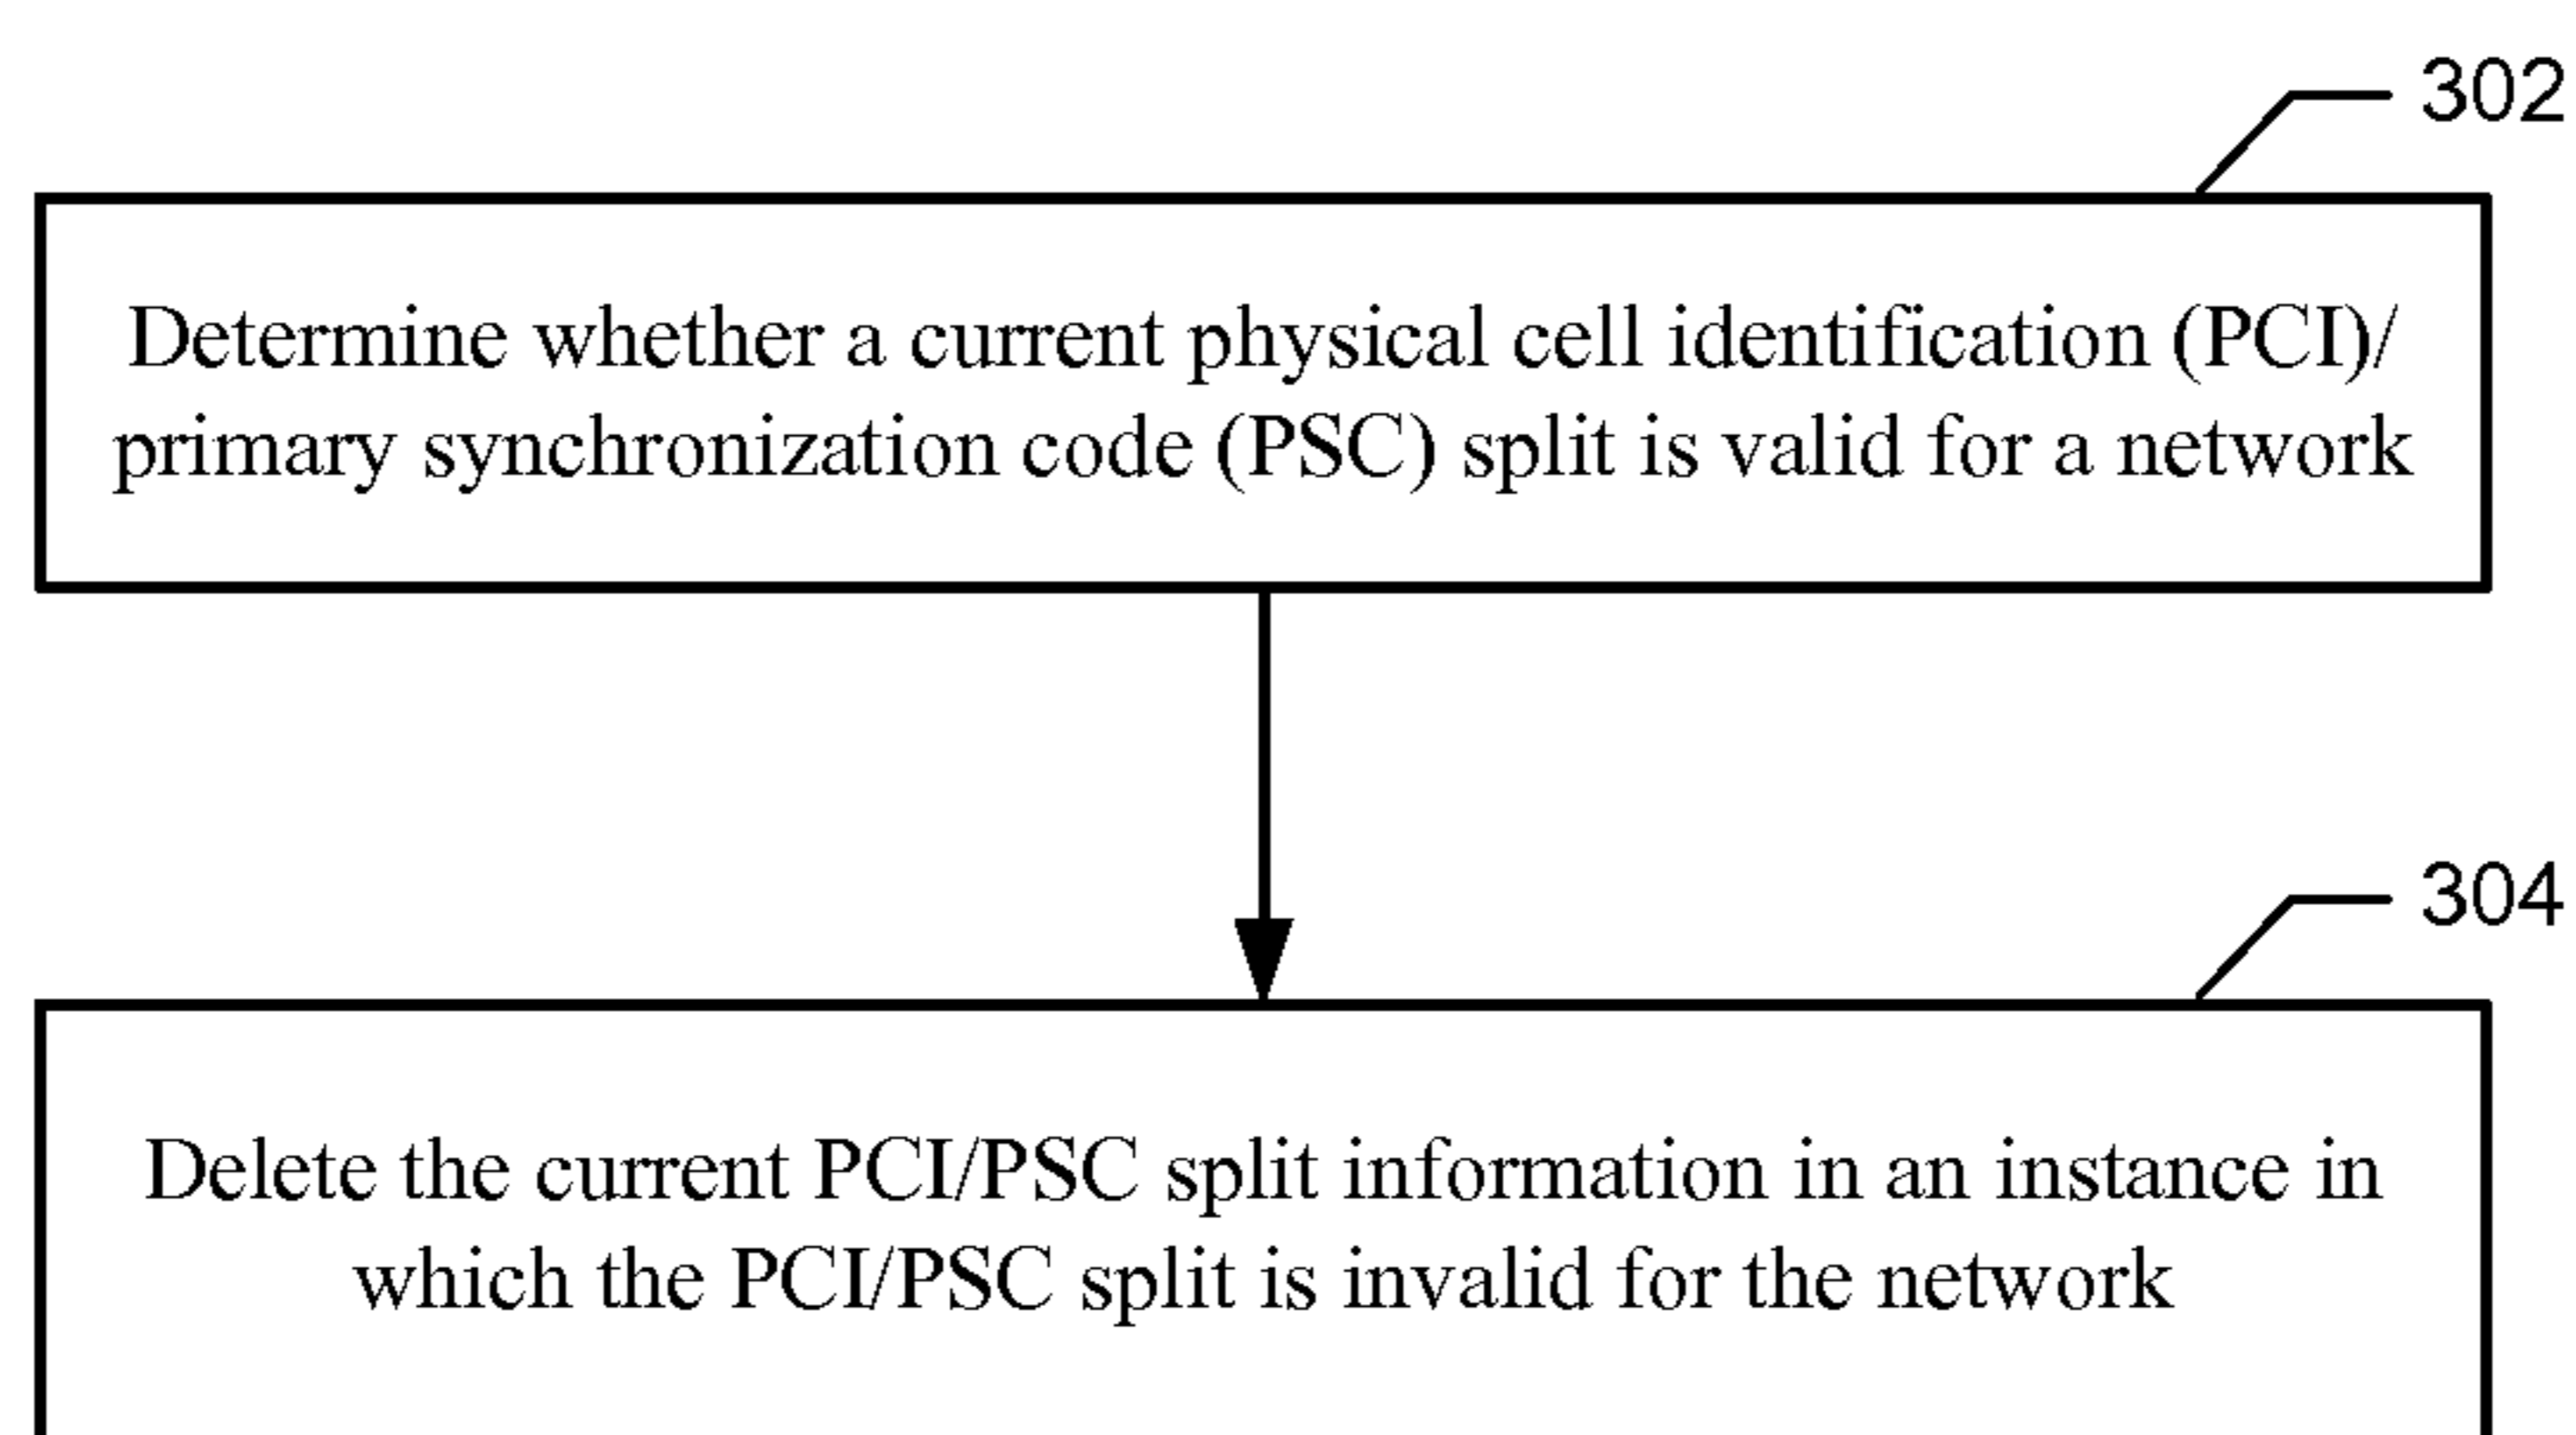 302
Determine whether a current physical cell identification (PCI)/
primary synchronization code (PSC) split is valid for a network
304
Delete the current PCI/PSC split information in an instance in
which the PCI/PSC split is invalid for the network